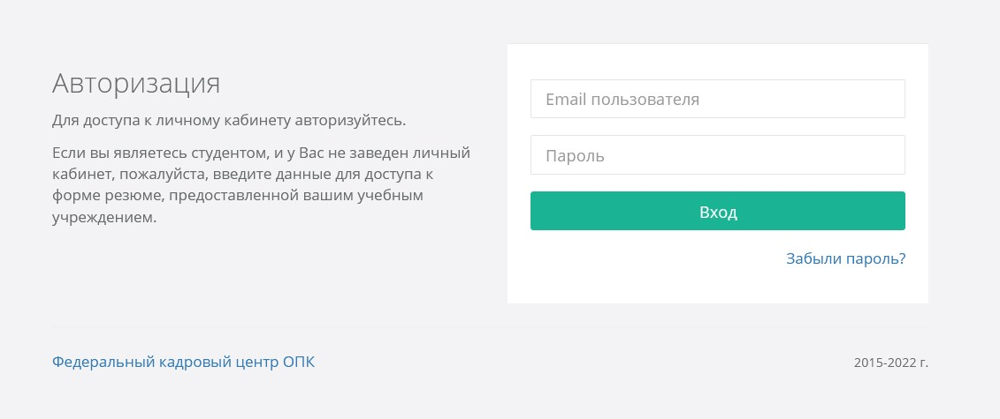 Авторизация
Для доступа к личному кабинету авторизуйтесь.
Если вы являетесь студентом, и у Вас не заведен личный
кабинет, пожалуйста, введите данные для доступа к
форме резюме, предоставленной вашим учебным
учреждением.
Email пользователя
Пароль
Вход
Забыли пароль?
Федеральный кадровый центр ОПК
2015-2022 г.